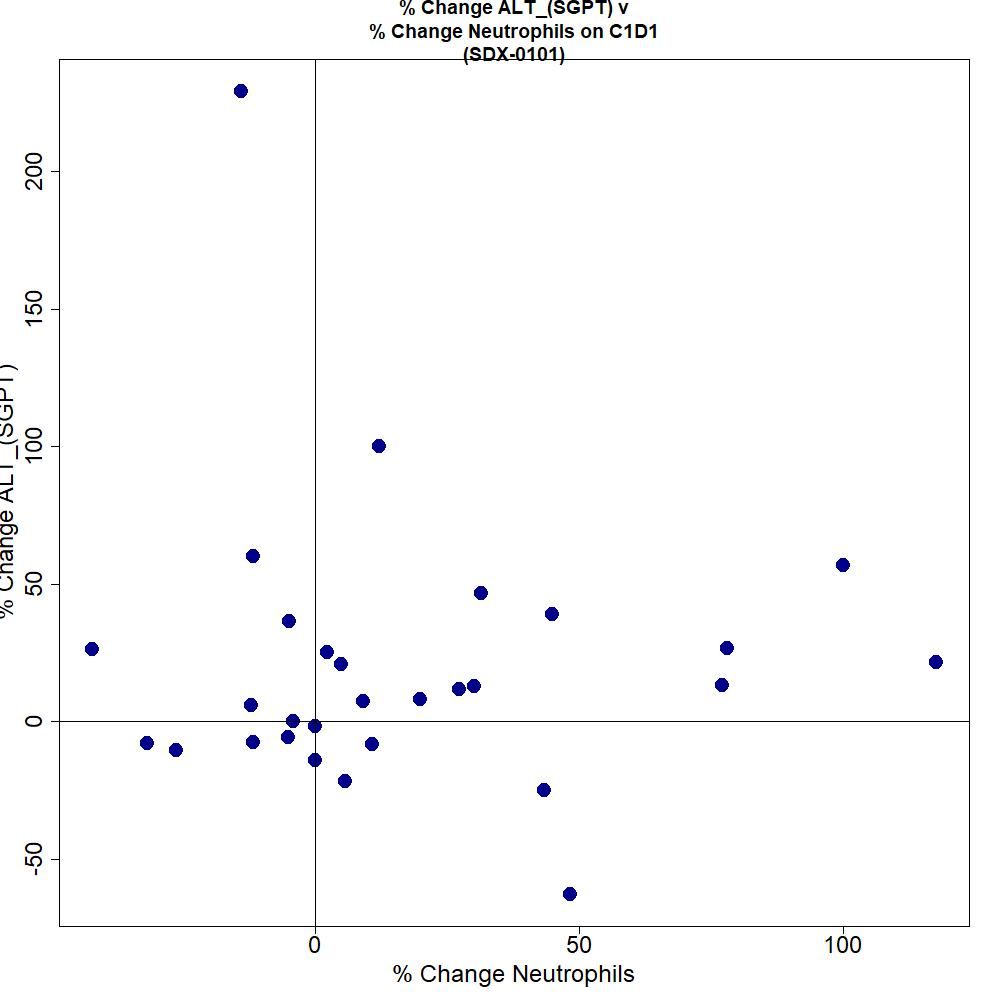 % Change ALT_(SGPT) v
% Change Neutrophils on C1D1
(SDX-0101)
% Change ALT_(SGPT)
200
150
100
50
0
-50
0 50 100
% Change Neutrophils